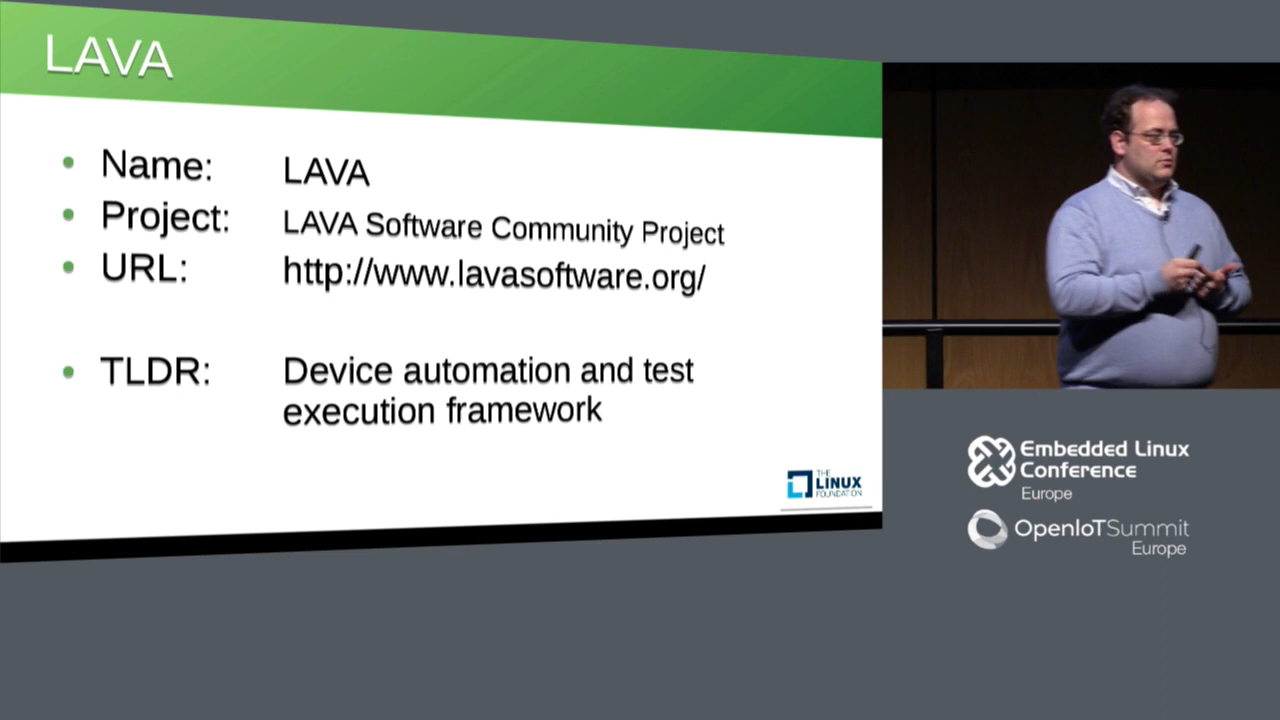 LAVA
Name: LAVA
Project: LAVA Software Community Project
URL: http://www.lavasoftware.org/
TLDR: Device automation and test
execution framework
THE
LINUX
FOUNDATION
Embedded Linux
Conference
Europe
OpenIoTSummit
Europe